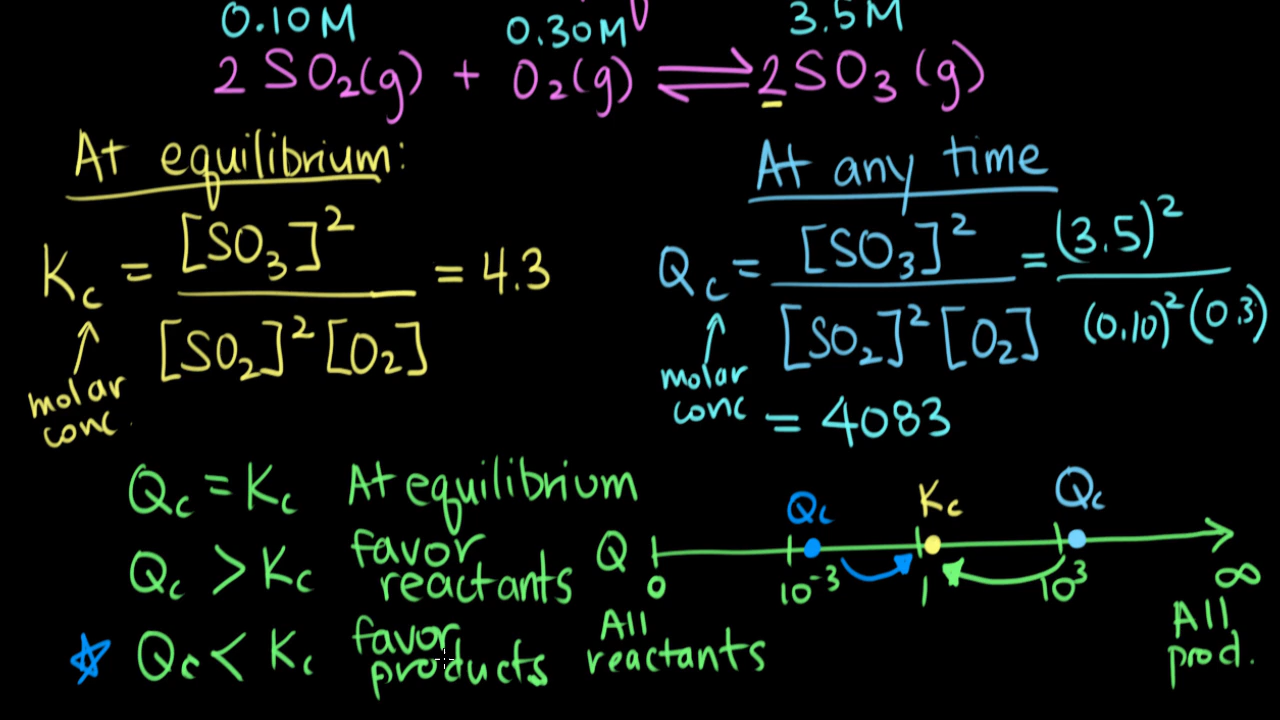 0.10M 0.30M 3.5M
2SO₂(g) + O₂(g) ⇌ 2SO₃(g)
At equilibrium:
Kc = [SO₃]² / [SO₂]²[O₂] = 4.3
molar
conc.
At any time
Qc = [SO₃]² / [SO₂]²[O₂] = (3.5)² / (0.10)²(0.3)
molar
conc
= 4083
Qc = Kc At equilibrium
Qc > Kc favor
reactants
Qc < Kc favor
products
Qc Kc Qc
Q
0 10⁻³ 1 10³ ∞
All
reactants
All
prod.